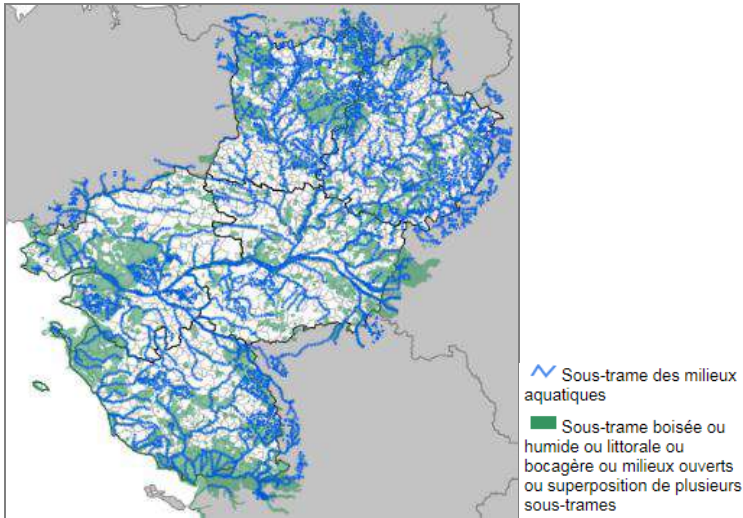 Sous-trame des milieux
aquatiques
Sous-trame boisée ou
humide ou littorale ou
bocagère ou milieux ouverts
ou superposition de plusieurs
sous-trames